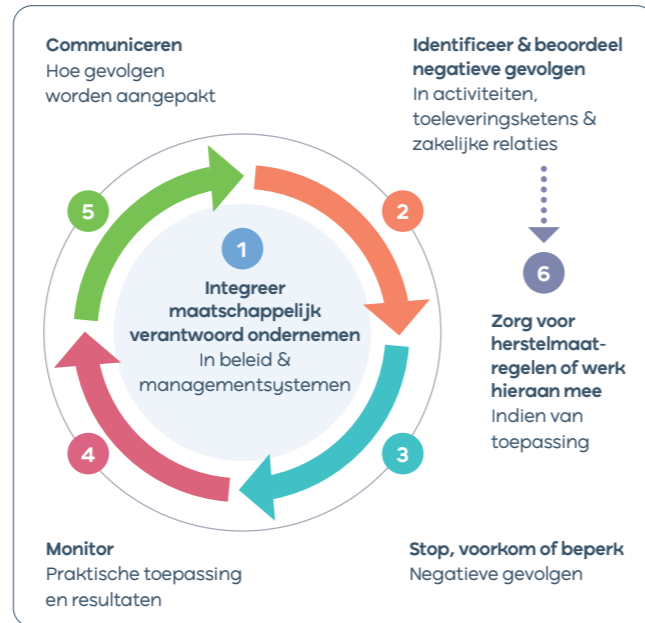 Communiceren
Hoe gevolgen
worden aangepakt
Identificeer & beoordeel
negatieve gevolgen
In activiteiten,
toeleveringsketens &
zakelijke relaties
5
2
1
Integreer
maatschappelijk
verantwoord ondernemen
In beleid &
managementsystemen
6
Zorg voor
herstelmaat-
regelen of werk
hieraan mee
Indien van
toepassing
4
3
Monitor
Praktische toepassing
en resultaten
Stop, voorkom of beperk
Negatieve gevolgen